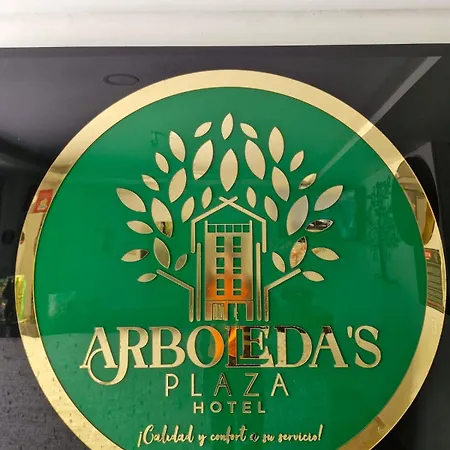 ARBOLEDA'S
PLAZA
HOTEL
¡Calidad y confort a su servicio!